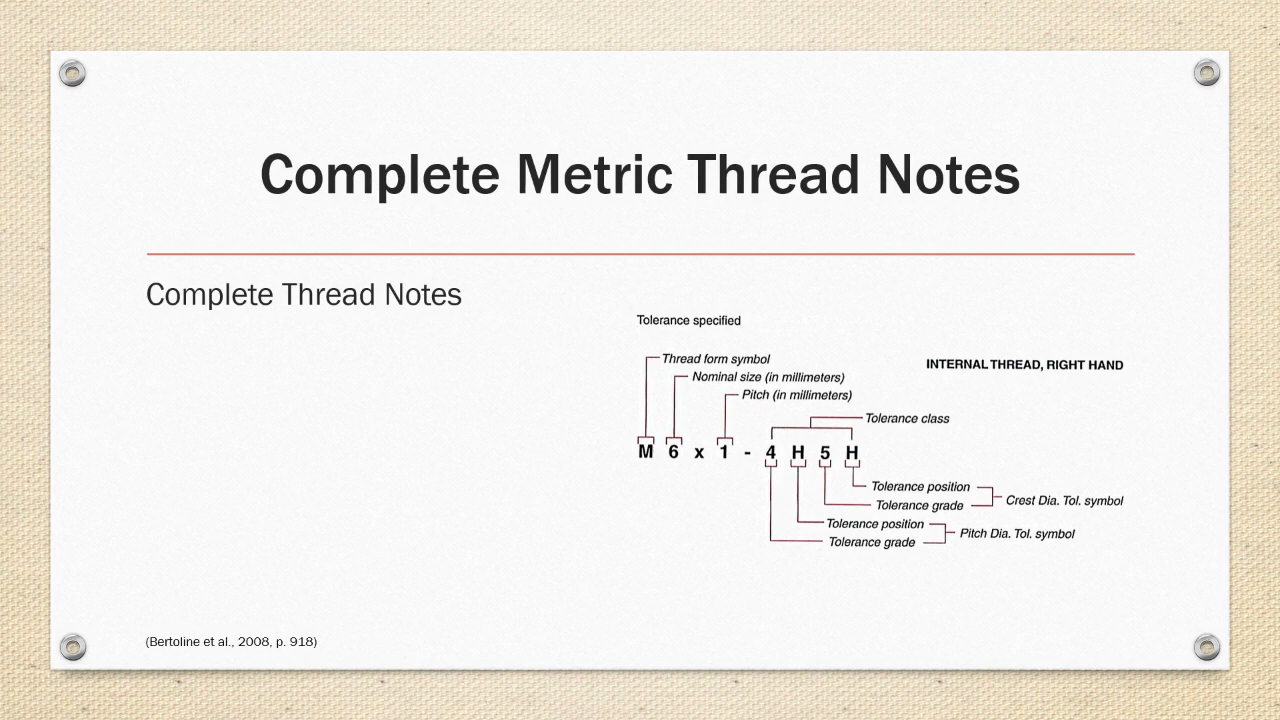 Complete Metric Thread Notes
Complete Thread Notes
Tolerance specified
Thread form symbol
INTERNAL THREAD, RIGHT HAND
Nominal size (in millimeters)
Pitch (in millimeters)
Tolerance class
M 6 x 1 - 4 H 5 H
Tolerance position
Crest Dia. Tol. symbol
Tolerance grade
Tolerance position
Pitch Dia. Tol. symbol
Tolerance grade
(Bertoline et al., 2008, p. 918)